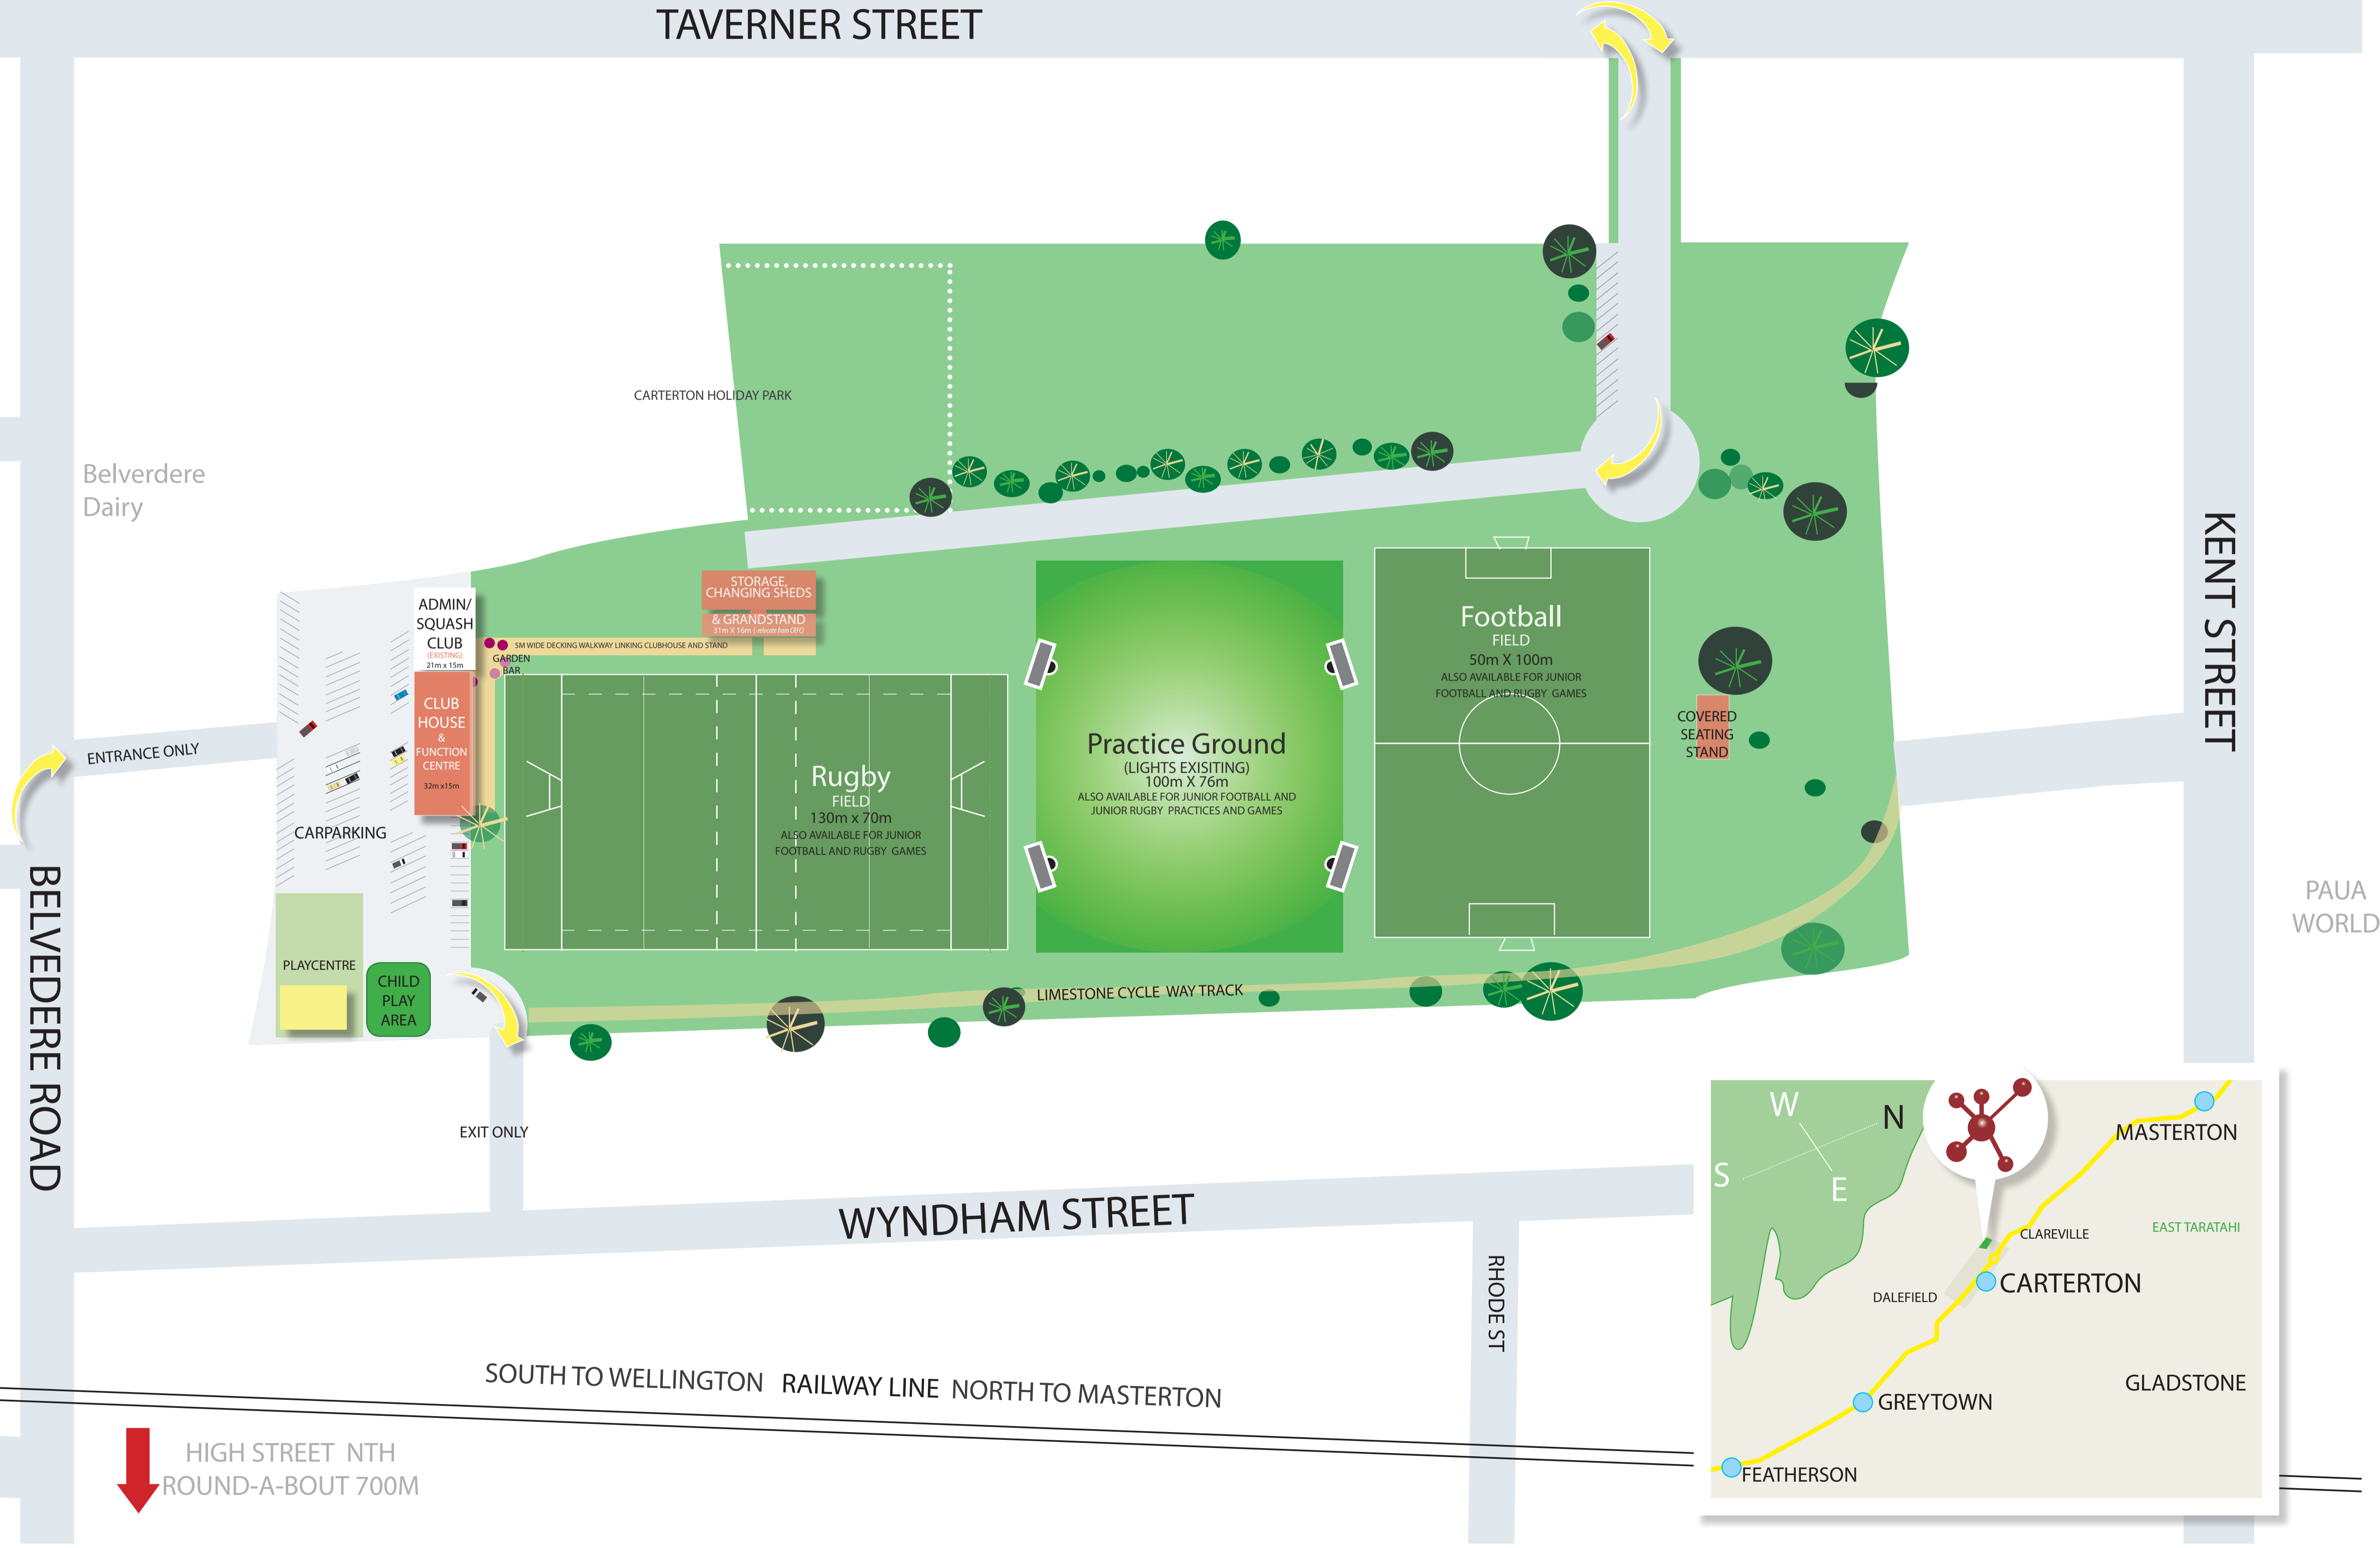 TAVERNER STREET
CARTERTON HOLIDAY PARK
Belverdere
Dairy
KENT STREET
STORAGE,
CHANGING SHEDS
& GRANDSTAND
31m X 16m (-relocate from CRFC)
ADMIN/
SQUASH
CLUB
(EXISTING)
21m x 15m
5M WIDE DECKING WALKWAY LINKING CLUBHOUSE AND STAND
GARDEN
BAR
CLUB
HOUSE
&
FUNCTION
CENTRE
32m x15m
ENTRANCE ONLY
CARPARKING
Rugby
FIELD
130m x 70m
ALSO AVAILABLE FOR JUNIOR
FOOTBALL AND RUGBY GAMES
Practice Ground
(LIGHTS EXISITING)
100m X 76m
ALSO AVAILABLE FOR JUNIOR FOOTBALL AND
JUNIOR RUGBY PRACTICES AND GAMES
Football
FIELD
50m X 100m
ALSO AVAILABLE FOR JUNIOR
FOOTBALL AND RUGBY GAMES
COVERED
SEATING
STAND
PAUA
WORLD
BELVEDERE ROAD
PLAYCENTRE
CHILD
PLAY
AREA
LIMESTONE CYCLE WAY TRACK
EXIT ONLY
WYNDHAM STREET
RHODE ST
SOUTH TO WELLINGTON RAILWAY LINE NORTH TO MASTERTON
HIGH STREET NTH
ROUND-A-BOUT 700M
W
N
S
E
MASTERTON
EAST TARATAHI
CLAREVILLE
CARTERTON
DALEFIELD
GLADSTONE
GREYTOWN
FEATHERSON